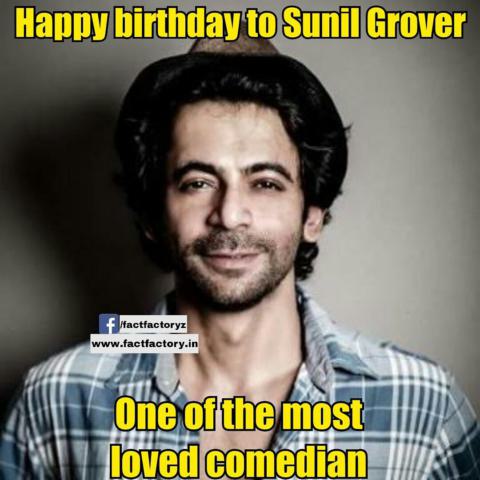 Happy birthday to Sunil Grover
f /factfactoryz
www.factfactory.in
One of the most
loved comedian